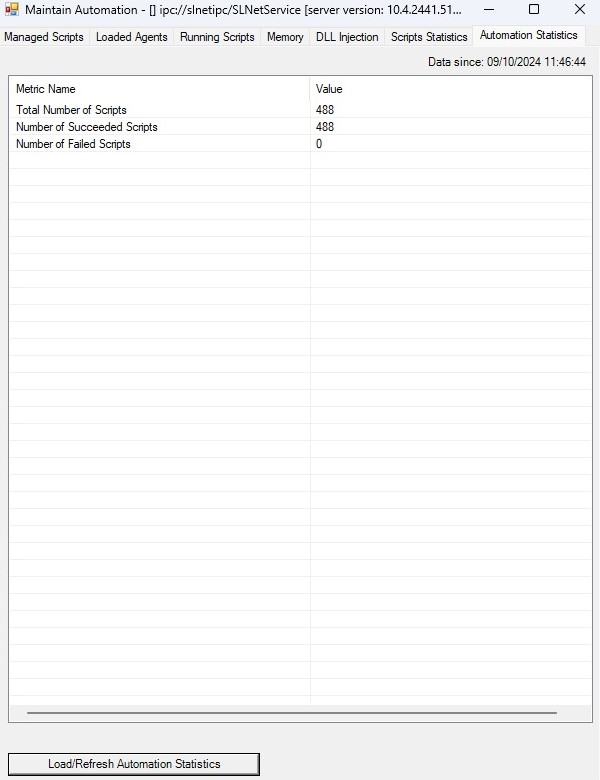 Maintain Automation - [] ipc://slnetipc/SLNetService [server version: 10.4.2441.51...
Managed Scripts Loaded Agents Running Scripts Memory DLL Injection Scripts Statistics Automation Statistics
Data since: 09/10/2024 11:46:44
Metric Name Value
Total Number of Scripts 488
Number of Succeeded Scripts 488
Number of Failed Scripts 0
Load/Refresh Automation Statistics